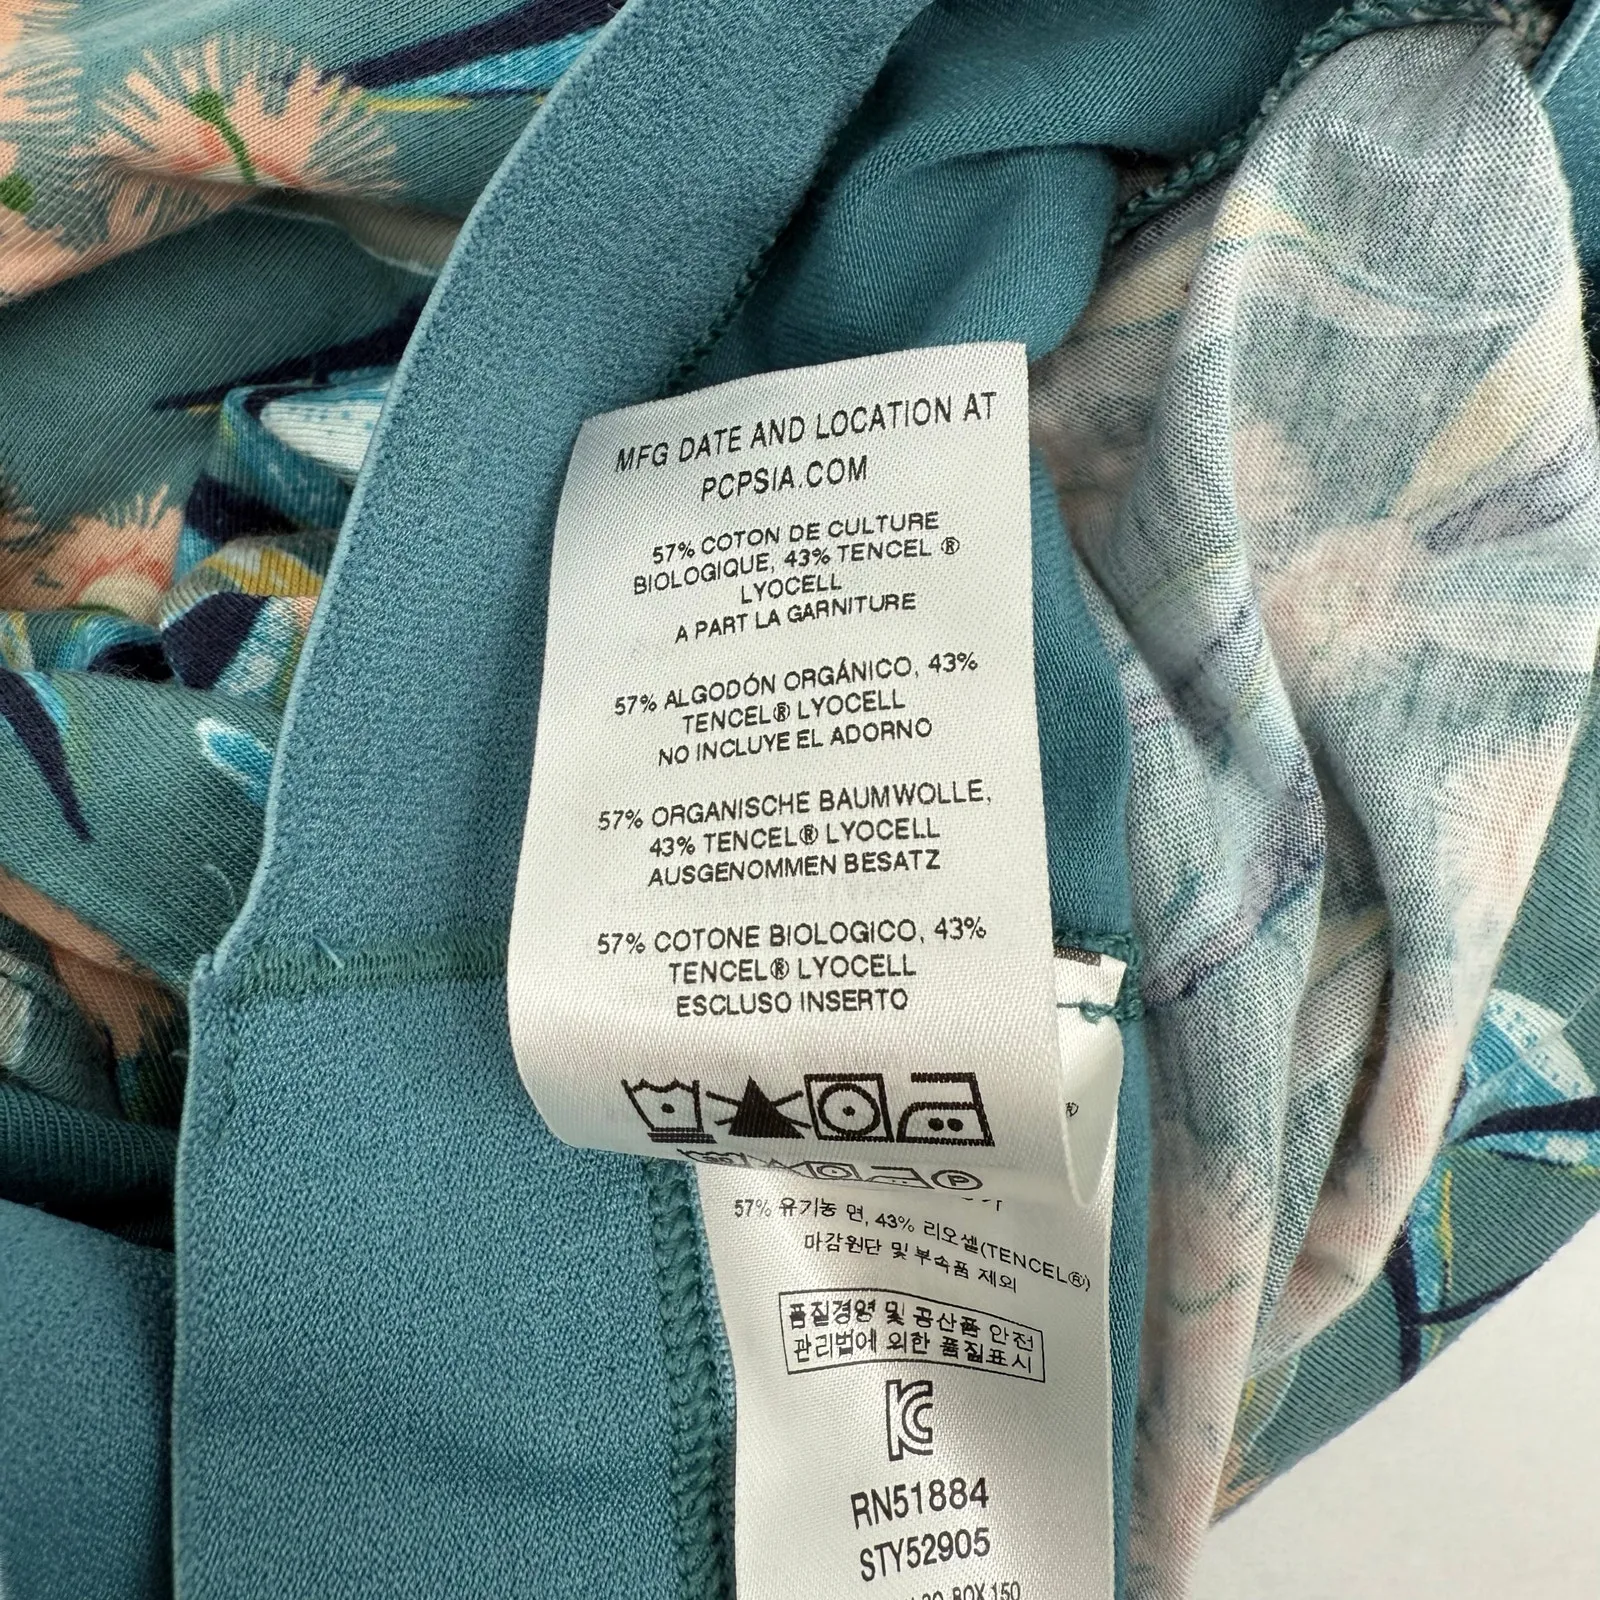 MFG DATE AND LOCATION AT
PCPSIA.COM
57% COTON DE CULTURE
BIOLOGIQUE, 43% TENCEL ®
LYOCELL
A PART LA GARNITURE
57% ALGODÓN ORGÁNICO, 43%
TENCEL® LYOCELL
NO INCLUYE EL ADORNO
57% ORGANISCHE BAUMWOLLE,
43% TENCEL® LYOCELL
AUSGENOMMEN BESATZ
57% COTONE BIOLOGICO, 43%
TENCEL® LYOCELL
ESCLUSO INSERTO
®
P
57% 유기농 면, 43% 리오셀(TENCEL®)
마감원단 및 부속품 제외
품질경영 및 공산품 안전
관리법에 의한 품질표시
KC
RN51884
STY52905
BOX 150